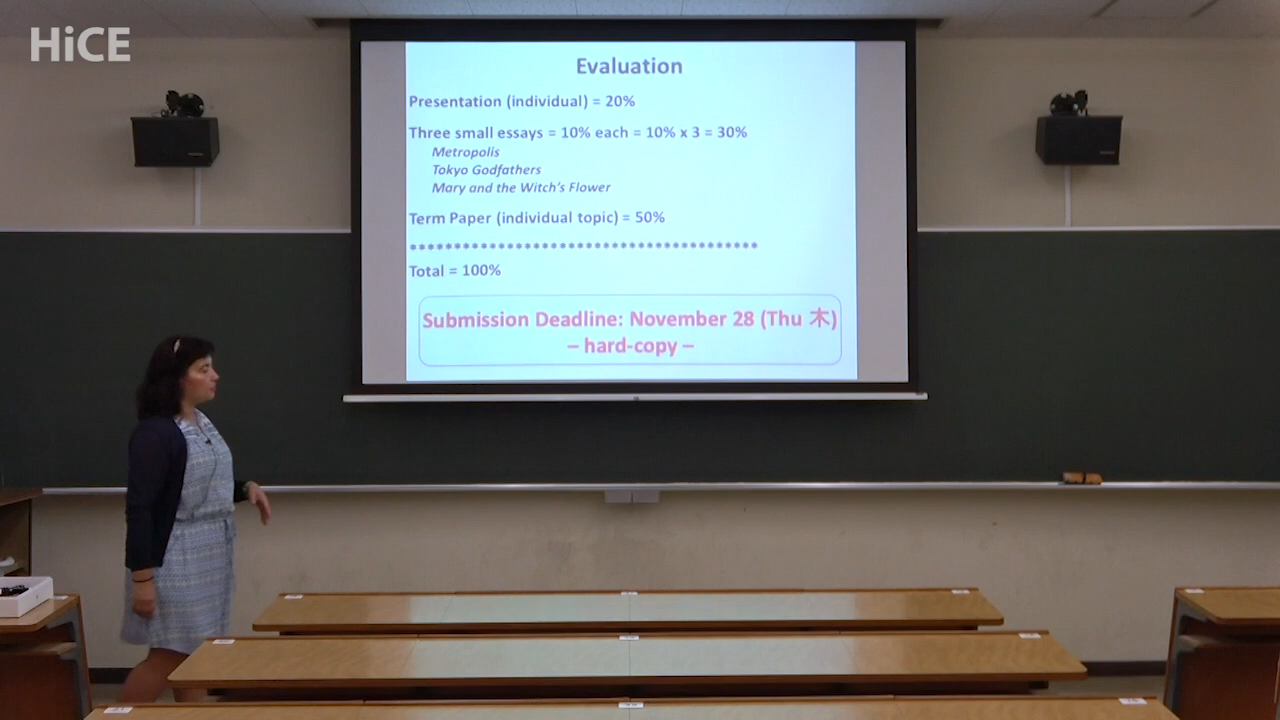 HiCE
Evaluation
Presentation (individual) = 20%
Three small essays = 10% each = 10% x 3 = 30%
Metropolis
Tokyo Godfathers
Mary and the Witch's Flower
Term Paper (individual topic) = 50%
***************************************
Total = 100%
Submission Deadline: November 28 (Thu 木)
– hard-copy –